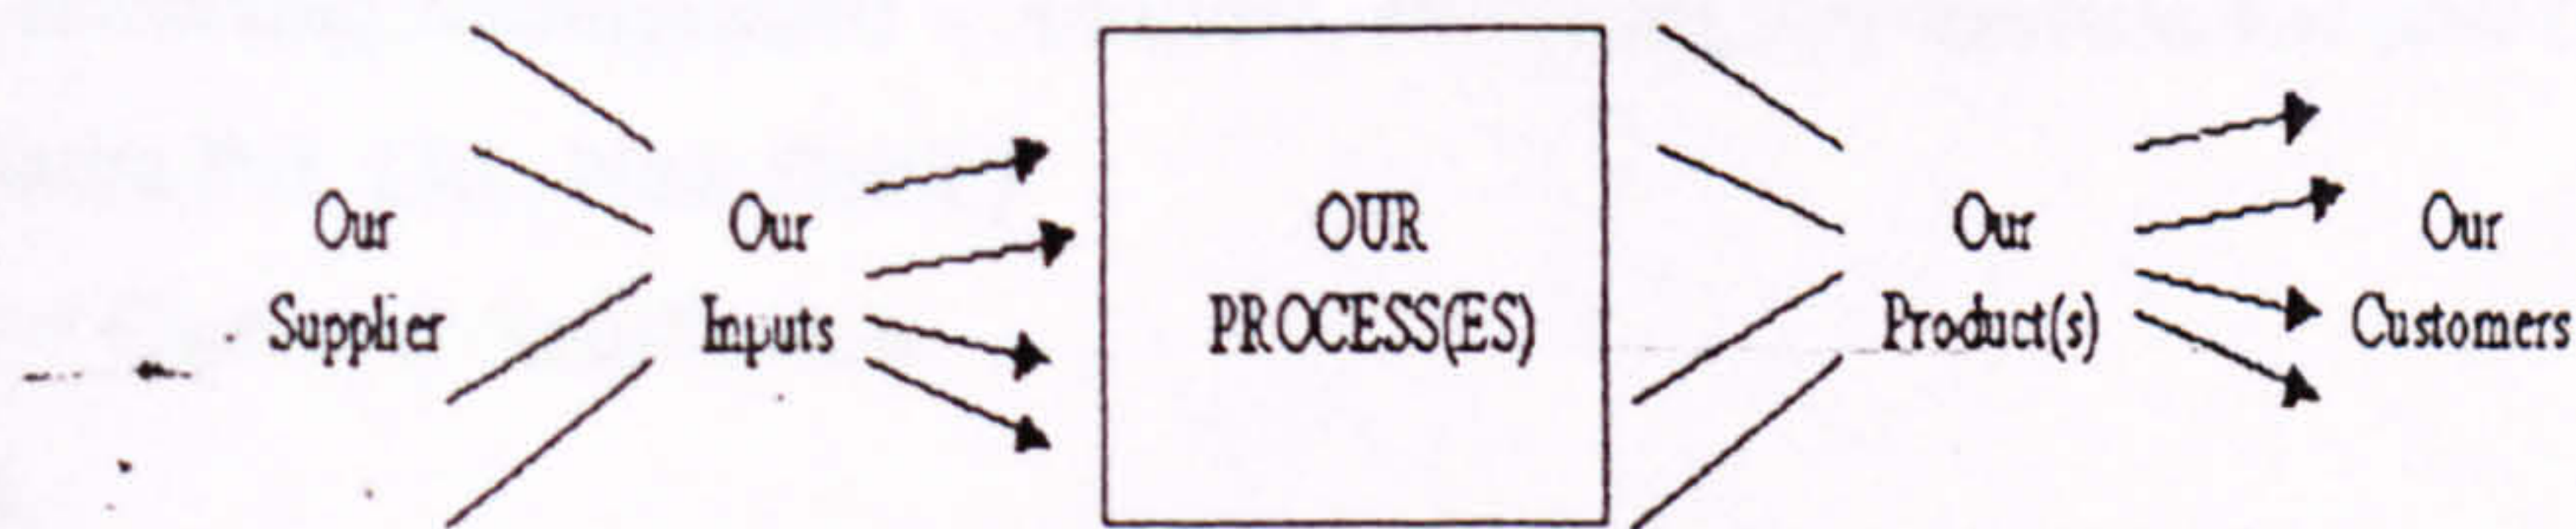 Our
Supplier
Our
Inputs
OUR
PROCESS(ES)
Our
Product(s)
Our
Customers